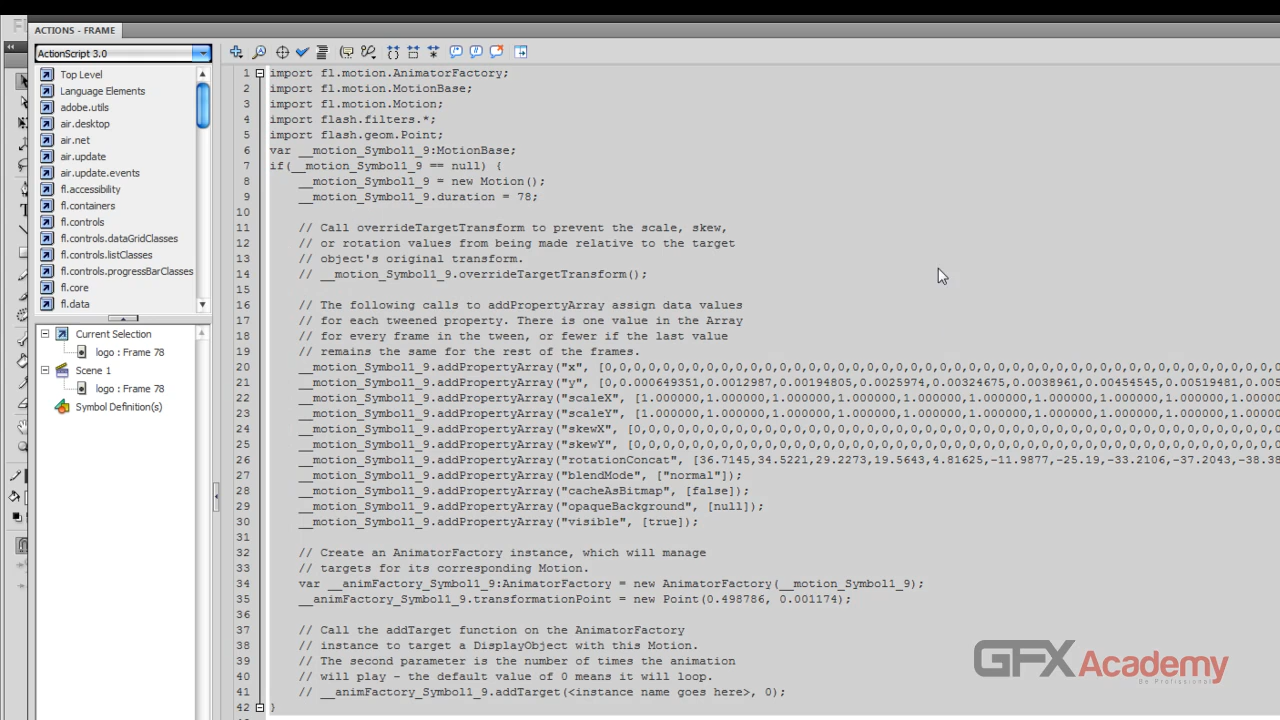 ACTIONS - FRAME
ActionScript 3.0
Top Level
Language Elements
adobe.utils
air.desktop
air.net
air.update
air.update.events
fl.accessibility
fl.containers
fl.controls
fl.controls.dataGridClasses
fl.controls.listClasses
fl.controls.progressBarClasses
fl.core
fl.data
Current Selection
logo : Frame 78
Scene 1
logo : Frame 78
Symbol Definition(s)
1 import fl.motion.AnimatorFactory;
2 import fl.motion.MotionBase;
3 import fl.motion.Motion;
4 import flash.filters.*;
5 import flash.geom.Point;
6 var __motion_Symbol1_9:MotionBase;
7 if(__motion_Symbol1_9 == null) {
8 __motion_Symbol1_9 = new Motion();
9 __motion_Symbol1_9.duration = 78;
10
11 // Call overrideTargetTransform to prevent the scale, skew,
12 // or rotation values from being made relative to the target
13 // object's original transform.
14 // __motion_Symbol1_9.overrideTargetTransform();
15
16 // The following calls to addPropertyArray assign data values
17 // for each tweened property. There is one value in the Array
18 // for every frame in the tween, or fewer if the last value
19 // remains the same for the rest of the frames.
20 __motion_Symbol1_9.addPropertyArray("x", [0,0,0,0,0,0,0,0,0,0,0,0,0,0,0,0,0,0,0,0,0,0,0,0,0,0,0,0,0,0,0,0,0,0,0,0,0,0,0,0,0,0,0,0,0,0,0
21 __motion_Symbol1_9.addPropertyArray("y", [0,0.000649351,0.0012987,0.00194805,0.0025974,0.00324675,0.0038961,0.00454545,0.00519481,0.005
22 __motion_Symbol1_9.addPropertyArray("scaleX", [1.000000,1.000000,1.000000,1.000000,1.000000,1.000000,1.000000,1.000000,1.000000,1.0000
23 __motion_Symbol1_9.addPropertyArray("scaleY", [1.000000,1.000000,1.000000,1.000000,1.000000,1.000000,1.000000,1.000000,1.000000,1.0000
24 __motion_Symbol1_9.addPropertyArray("skewX", [0,0,0,0,0,0,0,0,0,0,0,0,0,0,0,0,0,0,0,0,0,0,0,0,0,0,0,0,0,0,0,0,0,0,0,0,0,0,0,0,0,0,0,0,0
25 __motion_Symbol1_9.addPropertyArray("skewY", [0,0,0,0,0,0,0,0,0,0,0,0,0,0,0,0,0,0,0,0,0,0,0,0,0,0,0,0,0,0,0,0,0,0,0,0,0,0,0,0,0,0,0,0,0
26 __motion_Symbol1_9.addPropertyArray("rotationConcat", [36.7145,34.5221,29.2273,19.5643,4.81625,-11.9877,-25.19,-33.2106,-37.2043,-38.38
27 __motion_Symbol1_9.addPropertyArray("blendMode", ["normal"]);
28 __motion_Symbol1_9.addPropertyArray("cacheAsBitmap", [false]);
29 __motion_Symbol1_9.addPropertyArray("opaqueBackground", [null]);
30 __motion_Symbol1_9.addPropertyArray("visible", [true]);
31
32 // Create an AnimatorFactory instance, which will manage
33 // targets for its corresponding Motion.
34 var __animFactory_Symbol1_9:AnimatorFactory = new AnimatorFactory(__motion_Symbol1_9);
35 __animFactory_Symbol1_9.transformationPoint = new Point(0.498786, 0.001174);
36
37 // Call the addTarget function on the AnimatorFactory
38 // instance to target a DisplayObject with this Motion.
39 // The second parameter is the number of times the animation
40 // will play - the default value of 0 means it will loop.
41 // __animFactory_Symbol1_9.addTarget(<instance name goes here>, 0);
42 }
GFXAcademy
Be Profissional